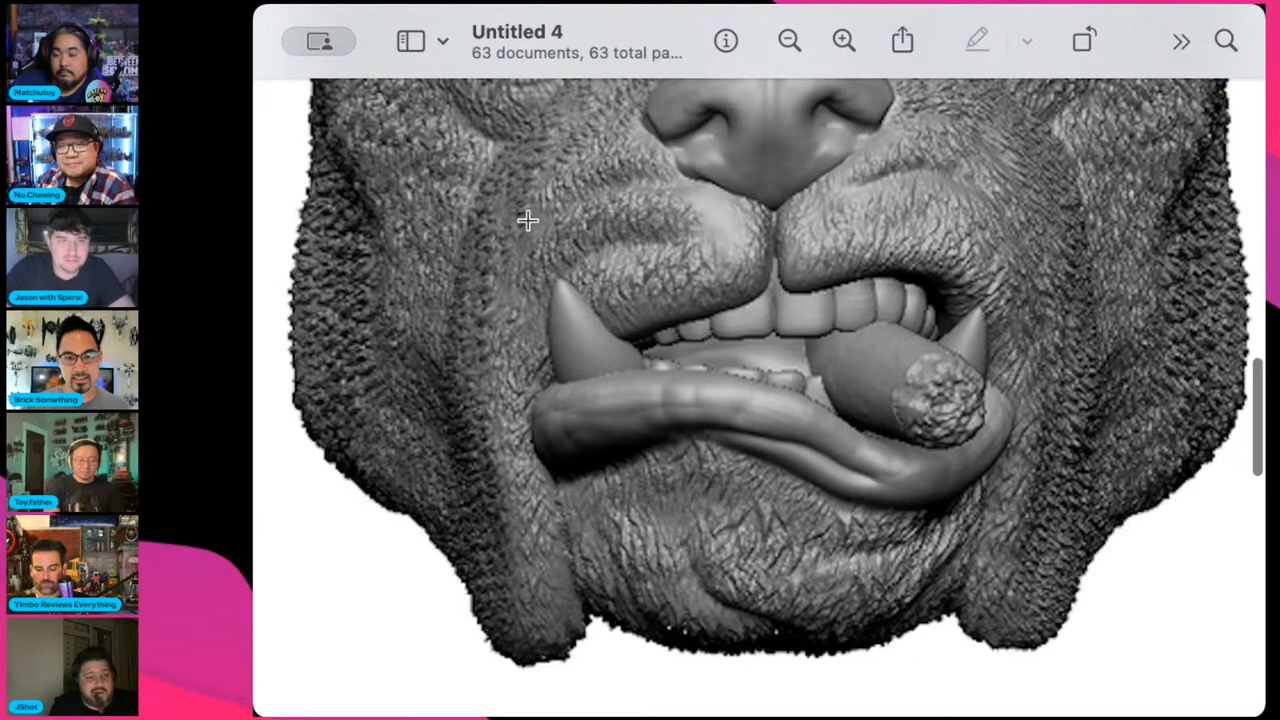 Untitled 4
63 documents, 63 total pa...
Matchutoy
No.Chewing
Jason with Spero!
Brick Something
Toy.father
Yimbo Reviews Everything
JShot